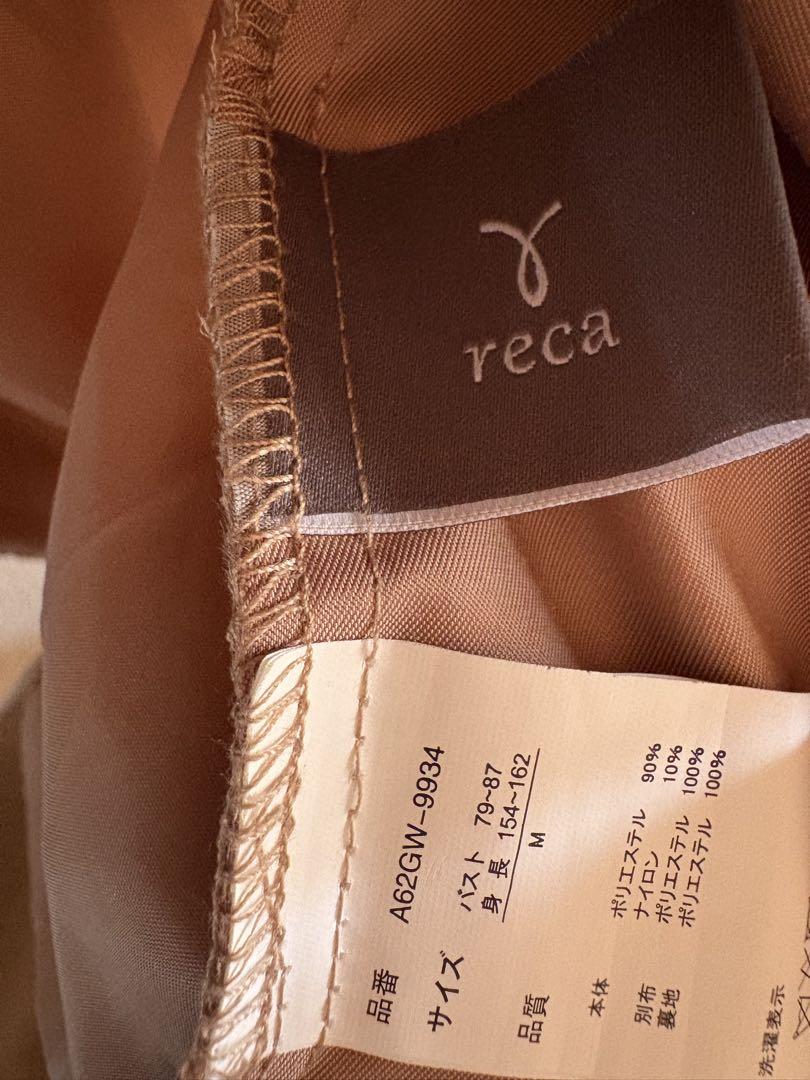 reca
品番 A62GW-9934
サイズ バスト 79~87
身長 154~162
M
品質 本体 ポリエステル 90%
ナイロン 10%
別布 ポリエステル 100%
裏地 ポリエステル 100%
洗濯表示